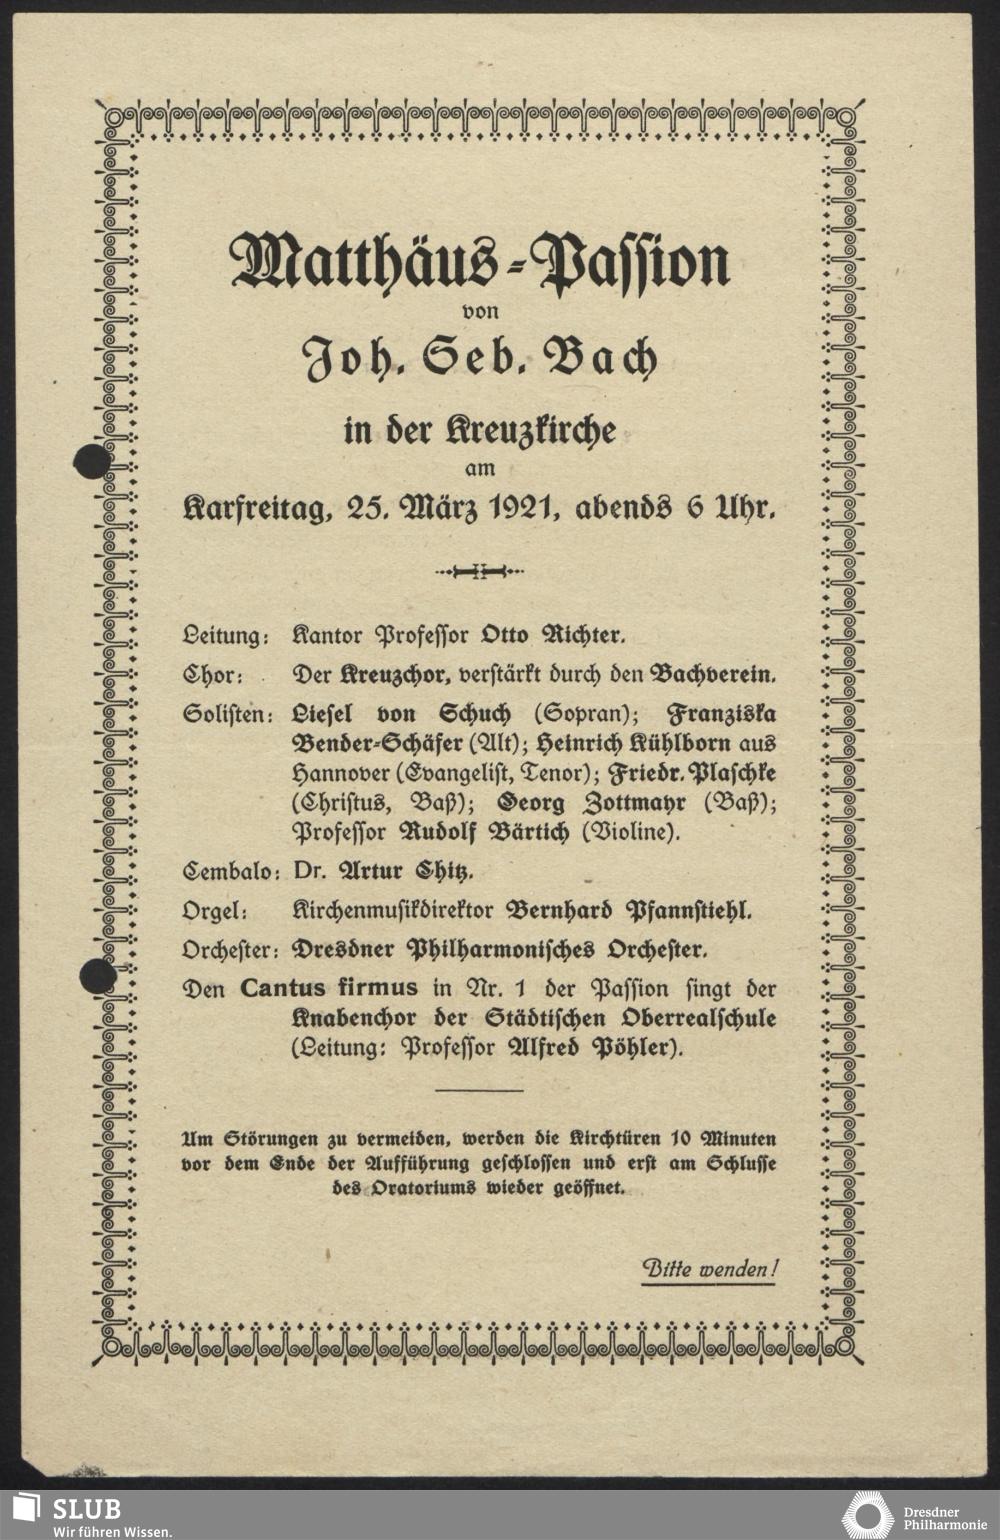 Matthäus-Passion
von
Joh. Seb. Bach
in der Kreuzkirche
am
Karfreitag, 25. März 1921, abends 6 Uhr.
Leitung: Kantor Professor Otto Richter.
Chor: Der Kreuzchor, verstärkt durch den Bachverein.
Solisten: Liesel von Schuch (Sopran); Franziska
Bender-Schäfer (Alt); Heinrich Kühlborn aus
Hannover (Evangelist, Tenor); Friedr. Plaschke
(Christus, Baß); Georg Zottmayr (Baß);
Professor Rudolf Bärtich (Violine).
Cembalo: Dr. Artur Chitz.
Orgel: Kirchenmusikdirektor Bernhard Pfannstiehl.
Orchester: Dresdner Philharmonisches Orchester.
Den Cantus firmus in Nr. 1 der Passion singt der
Knabenchor der Städtischen Oberrealschule
(Leitung: Professor Alfred Pöhler).
Um Störungen zu vermeiden, werden die Kirchtüren 10 Minuten
vor dem Ende der Aufführung geschlossen und erst am Schlusse
des Oratoriums wieder geöffnet.
Bitte wenden!
SLUB
Wir führen Wissen.
Dresdner
Philharmonie